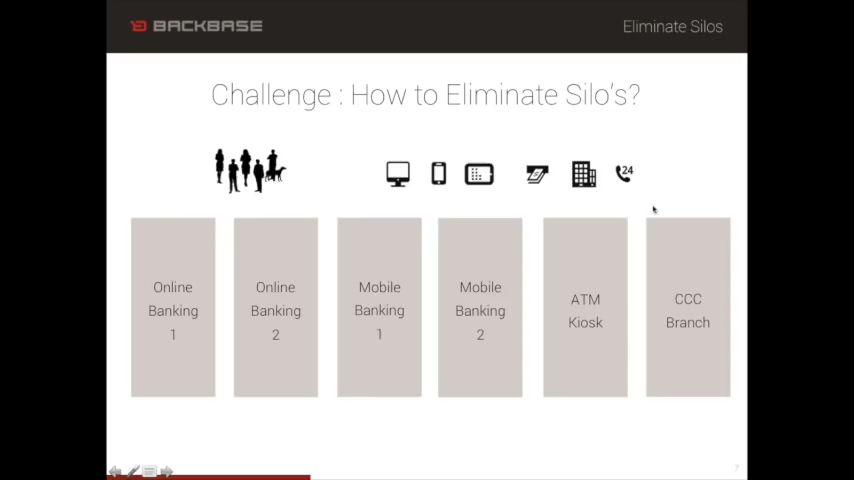 BACKBASE
Eliminate Silos
Challenge : How to Eliminate Silo's?
24
Online
Banking
1
Online
Banking
2
Mobile
Banking
1
Mobile
Banking
2
ATM
Kiosk
CCC
Branch
7